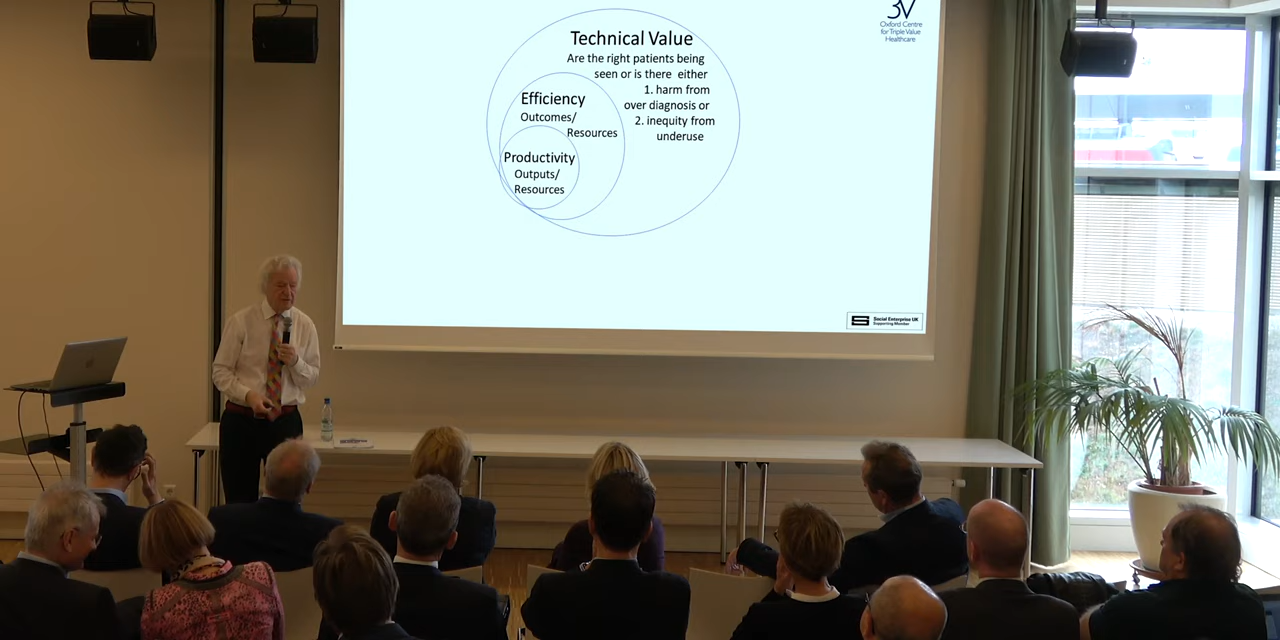 3V
Oxford Centre
for Triple Value
Healthcare
Technical Value
Are the right patients being
seen or is there either
1. harm from
over diagnosis or
2. inequity from
underuse
Efficiency
Outcomes/
Resources
Productivity
Outputs/
Resources
Social Enterprise UK
Supporting Member